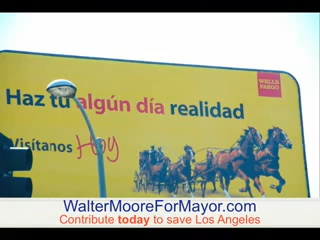 WELLS
FARGO
Haz tu algún día realidad
Visítanos Hoy
WalterMooreForMayor.com
Contribute today to save Los Angeles